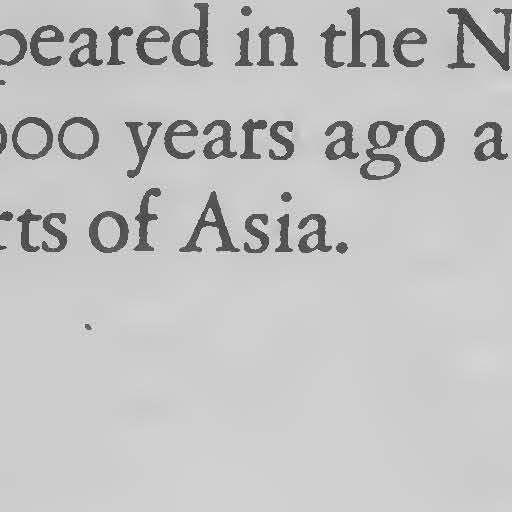 peared in the N
000 years ago a
rts of Asia.